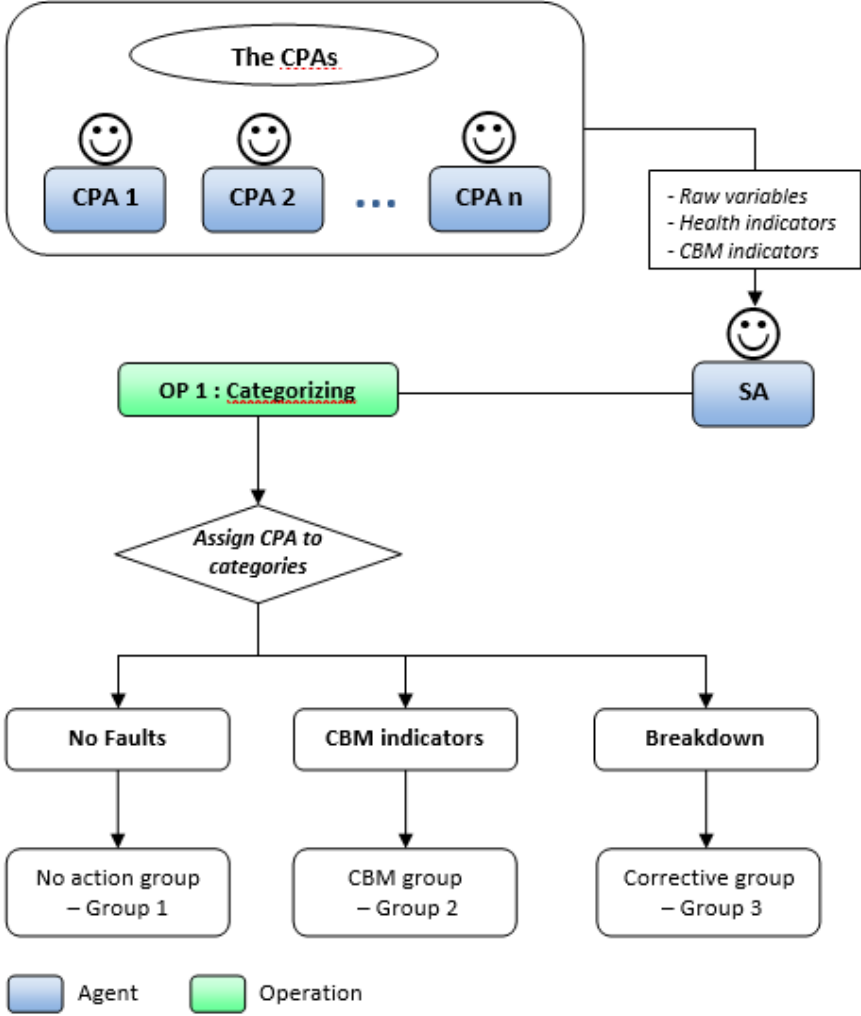 The CPAs
CPA 1
CPA 2
...
CPA n
- Raw variables
- Health indicators
- CBM indicators
SA
OP 1 : Categorizing
Assign CPA to
categories
No Faults
CBM indicators
Breakdown
No action group
– Group 1
CBM group
– Group 2
Corrective group
– Group 3
Agent
Operation